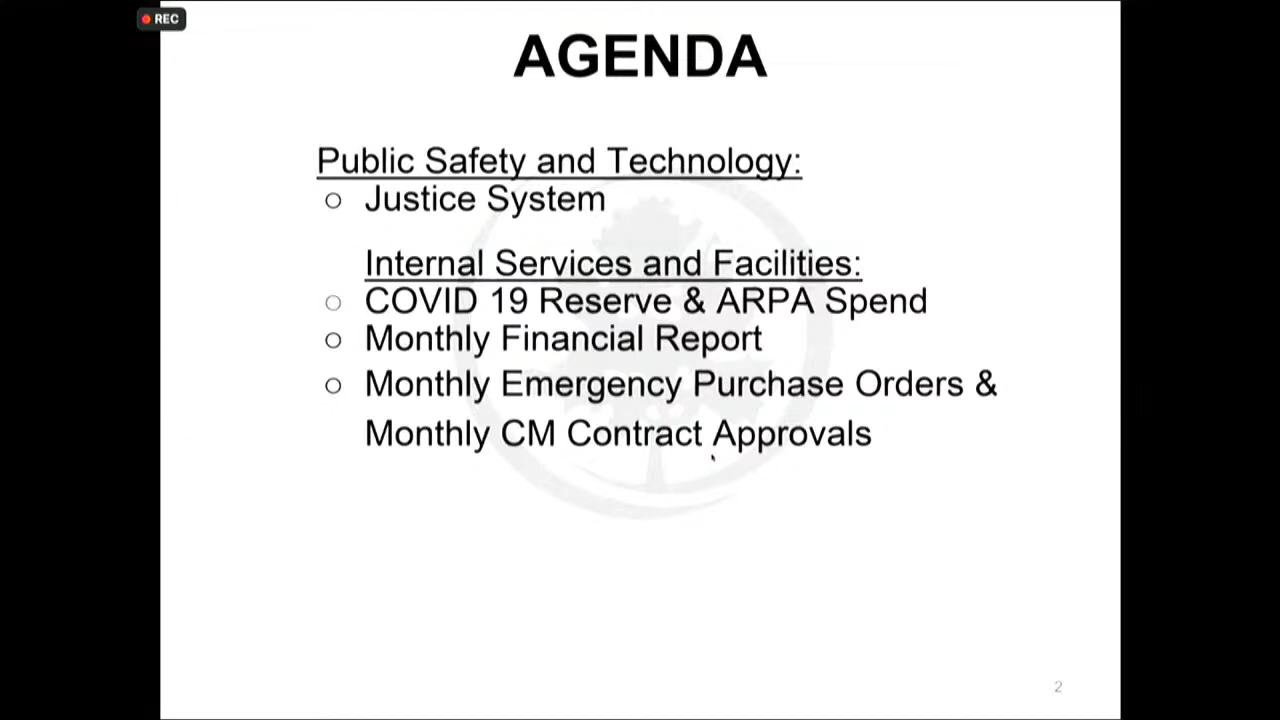 REC
AGENDA
Public Safety and Technology:
○ Justice System
Internal Services and Facilities:
○ COVID 19 Reserve & ARPA Spend
○ Monthly Financial Report
○ Monthly Emergency Purchase Orders &
Monthly CM Contract Approvals
2